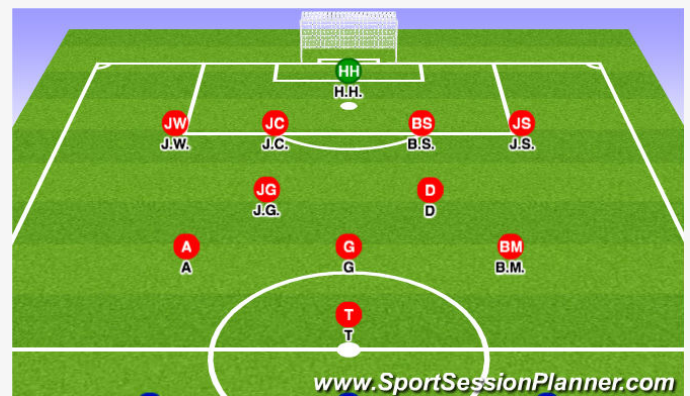 HH
H.H.
JW JC BS JS
J.W. J.C. B.S. J.S.
JG D
J.G. D
A G BM
A G B.M.
T
T
www.SportSessionPlanner.com